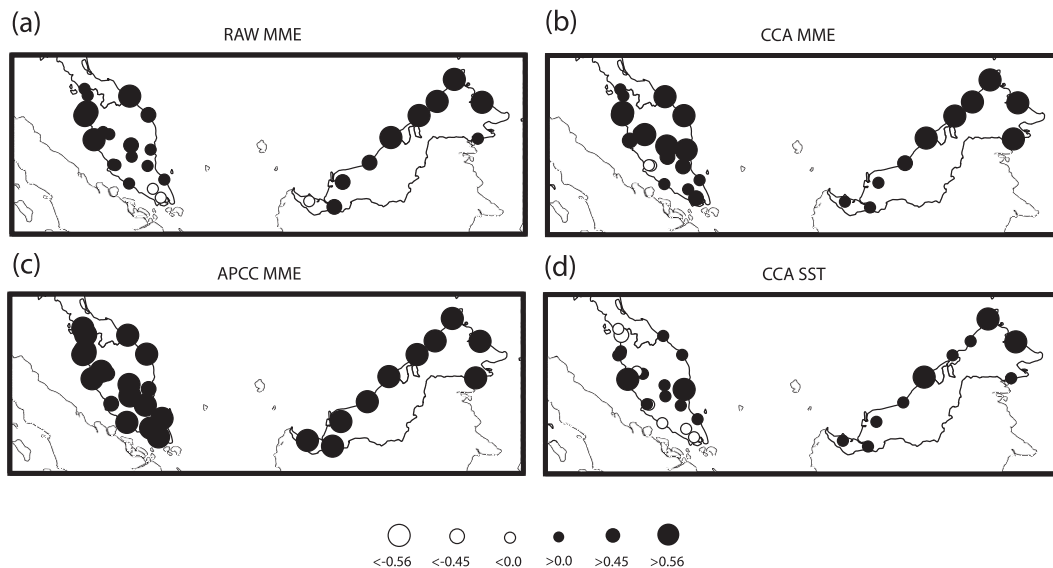 (a)
RAW MME
(b)
CCA MME
(c)
APCC MME
(d)
CCA SST
<-0.56 <-0.45 <0.0 >0.0 >0.45 >0.56